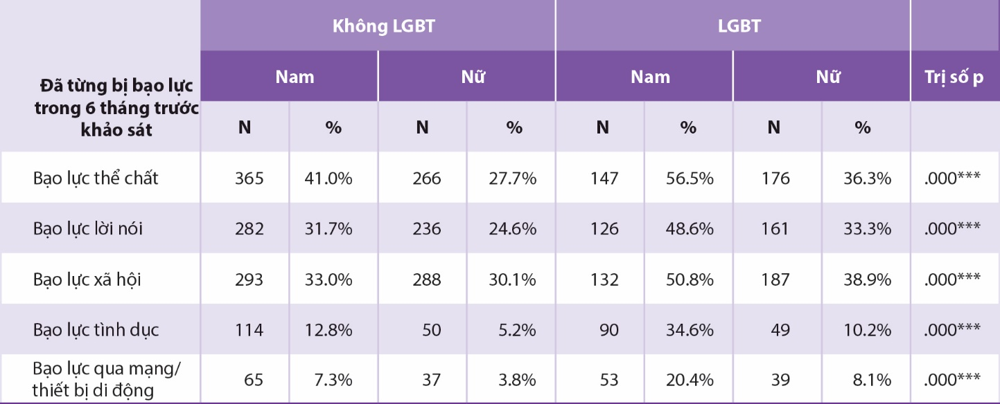 Không LGBT LGBT
Đã từng bị bạo lực
trong 6 tháng trước
khảo sát
Nam Nữ Nam Nữ Trị số p
N % N % N % N %
Bạo lực thể chất 365 41.0% 266 27.7% 147 56.5% 176 36.3% .000***
Bạo lực lời nói 282 31.7% 236 24.6% 126 48.6% 161 33.3% .000***
Bạo lực xã hội 293 33.0% 288 30.1% 132 50.8% 187 38.9% .000***
Bạo lực tình dục 114 12.8% 50 5.2% 90 34.6% 49 10.2% .000***
Bạo lực qua mạng/
thiết bị di động 65 7.3% 37 3.8% 53 20.4% 39 8.1% .000***